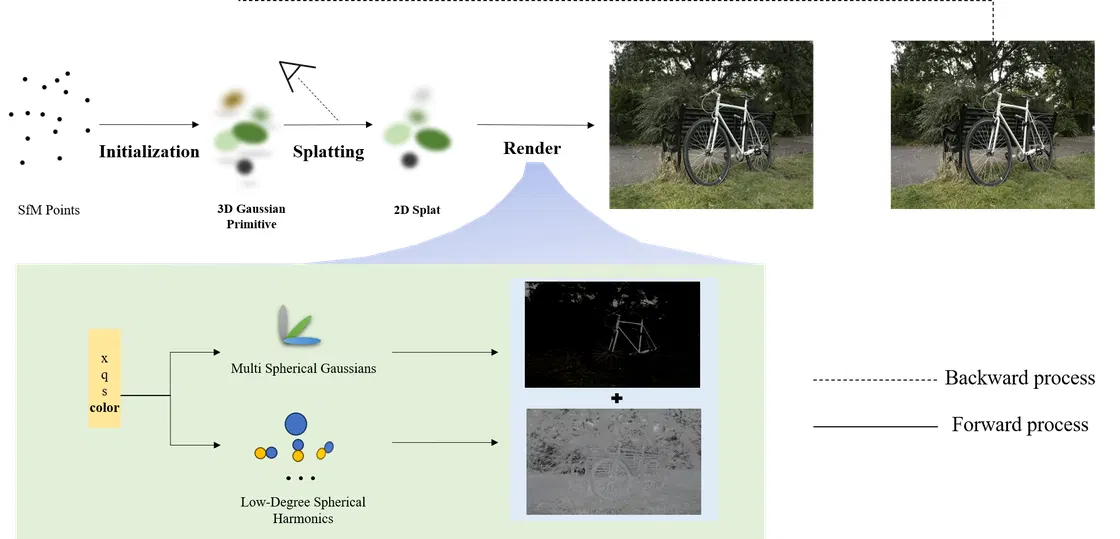 Initialization
Splatting
Render
SfM Points
3D Gaussian
Primitive
2D Splat
x
q
s
color
Multi Spherical Gaussians
Low-Degree Spherical
Harmonics
Backward process
Forward process